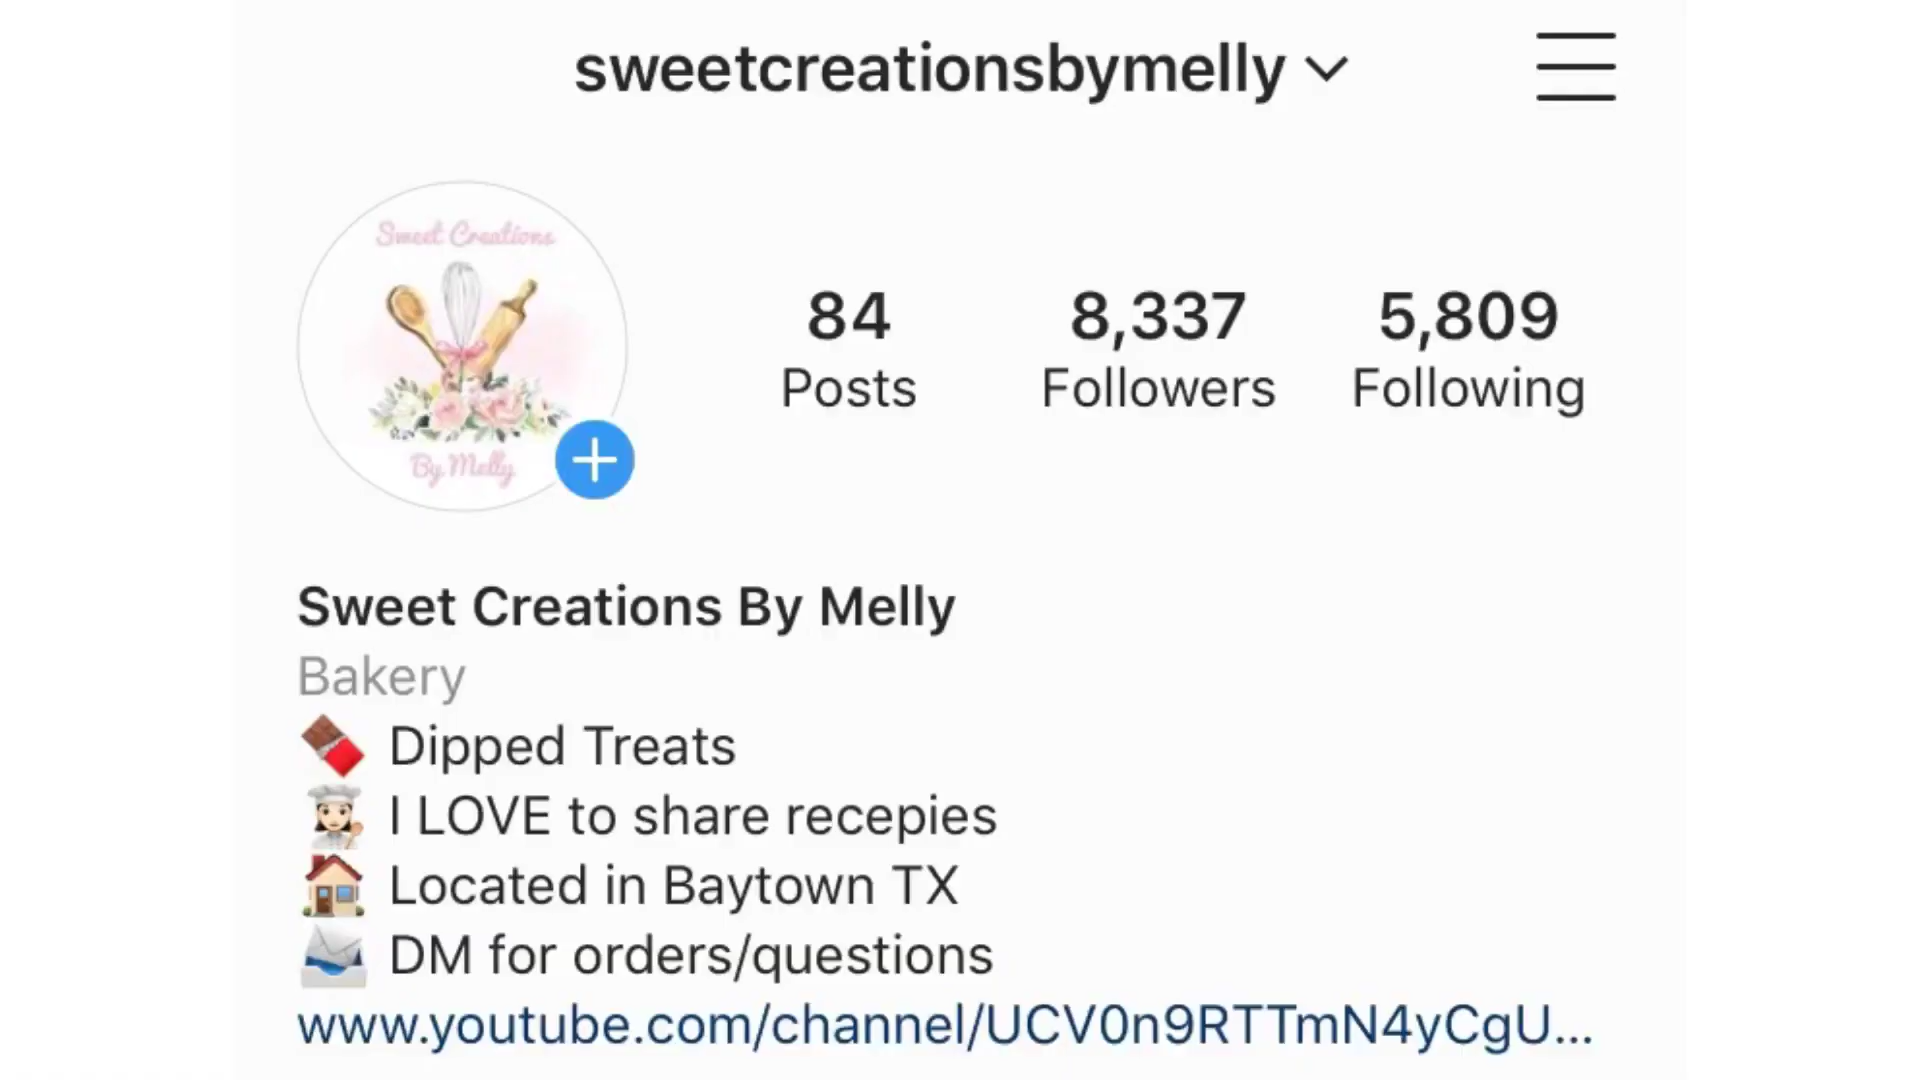 sweetcreationsbymelly
Sweet Creations
By Melly
84
Posts
8,337
Followers
5,809
Following
Sweet Creations By Melly
Bakery
Dipped Treats
I LOVE to share recepies
Located in Baytown TX
DM for orders/questions
www.youtube.com/channel/UCV0n9RTTmN4yCgU...